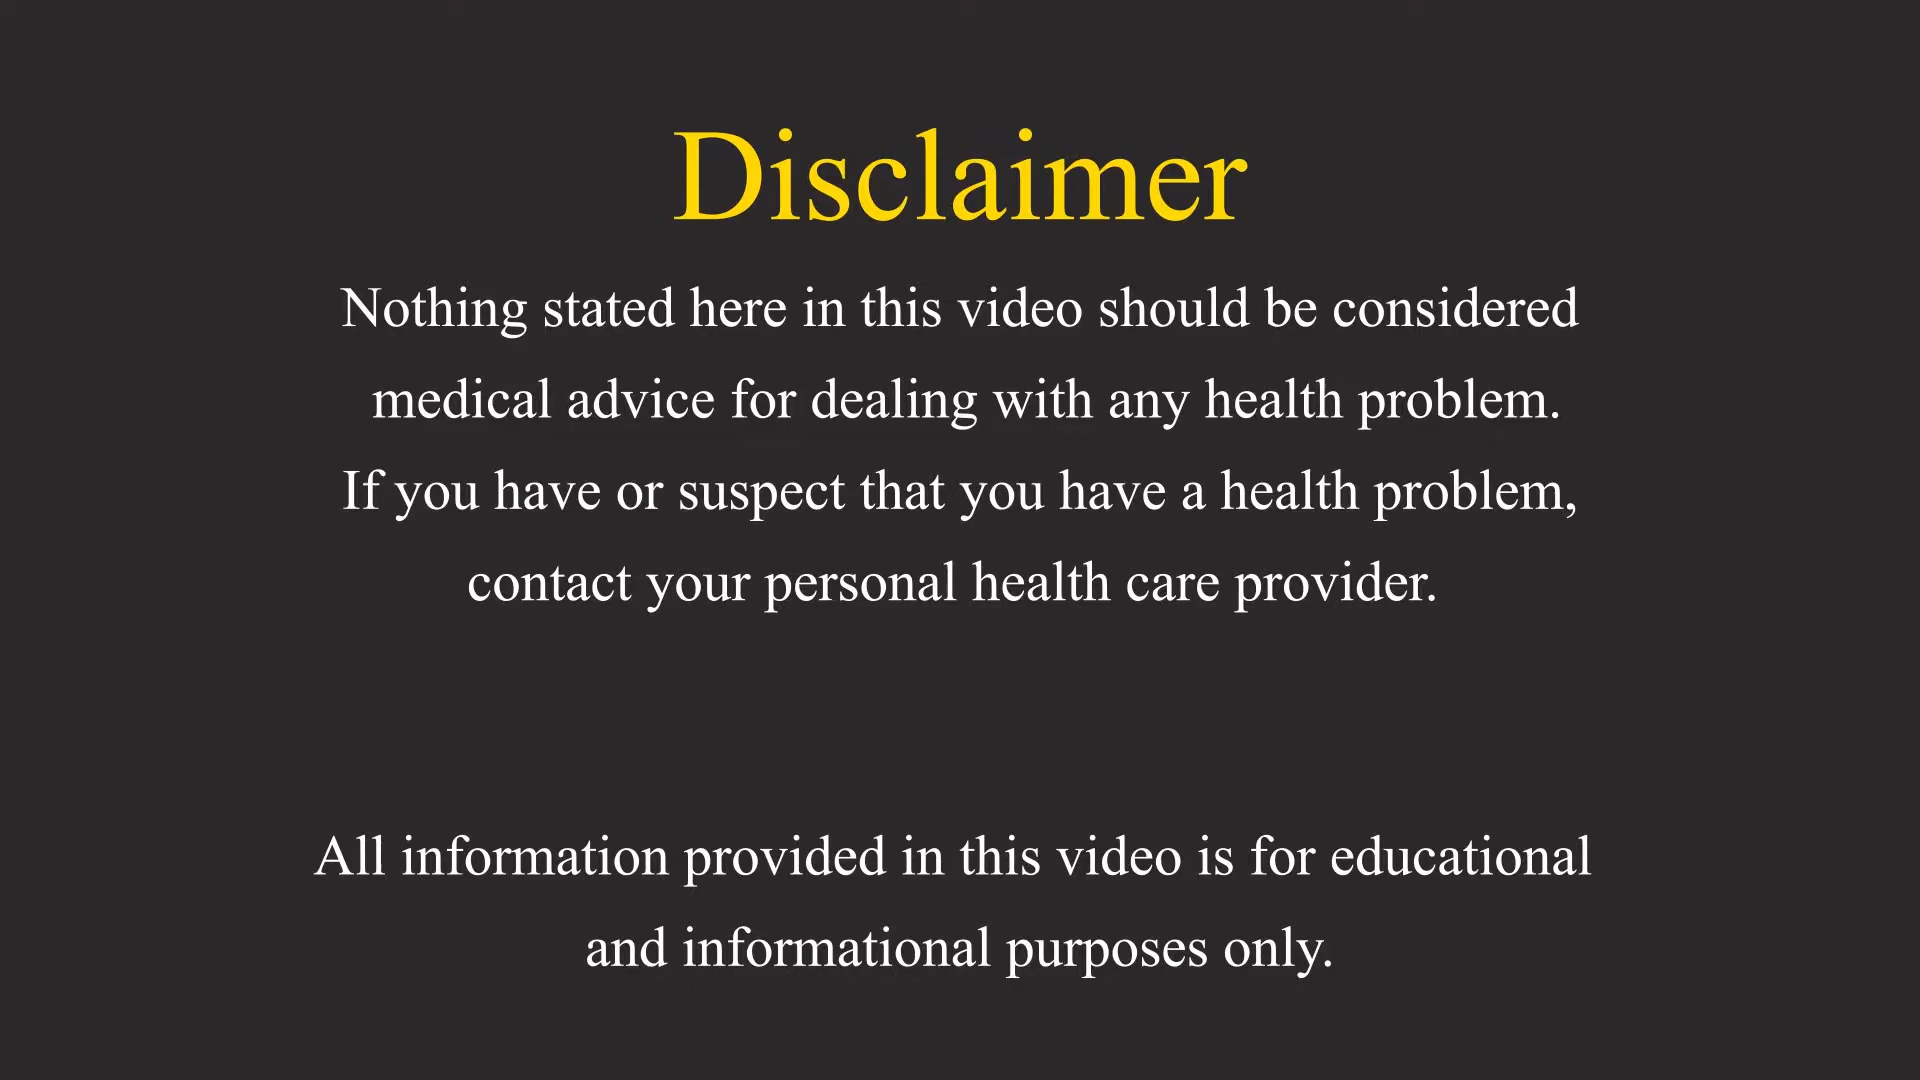 Disclaimer
Nothing stated here in this video should be considered
medical advice for dealing with any health problem.
If you have or suspect that you have a health problem,
contact your personal health care provider.
All information provided in this video is for educational
and informational purposes only.